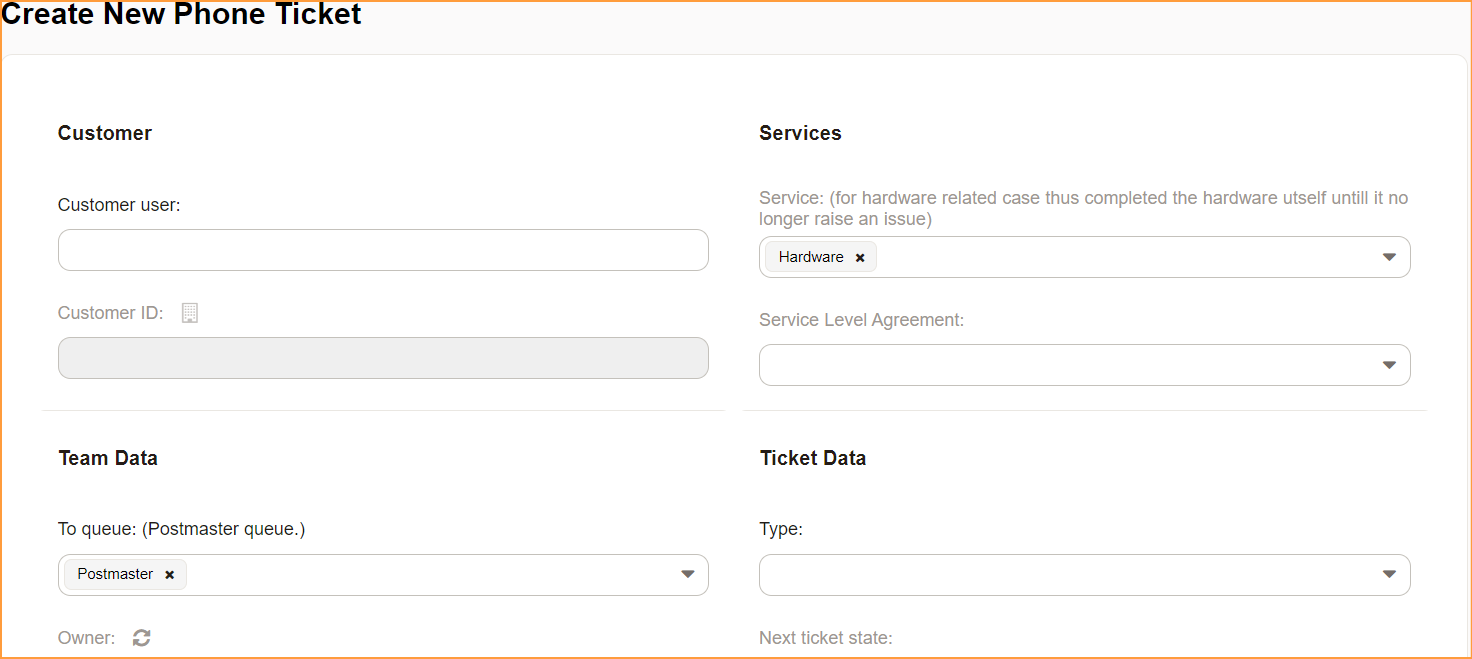 Create New Phone Ticket
Customer
Customer user:
Customer ID:
Services
Service: (for hardware related case thus completed the hardware utself untill it no
longer raise an issue)
Hardware ×
Service Level Agreement:
Team Data
To queue: (Postmaster queue.)
Postmaster ×
Owner:
Ticket Data
Type:
Next ticket state: